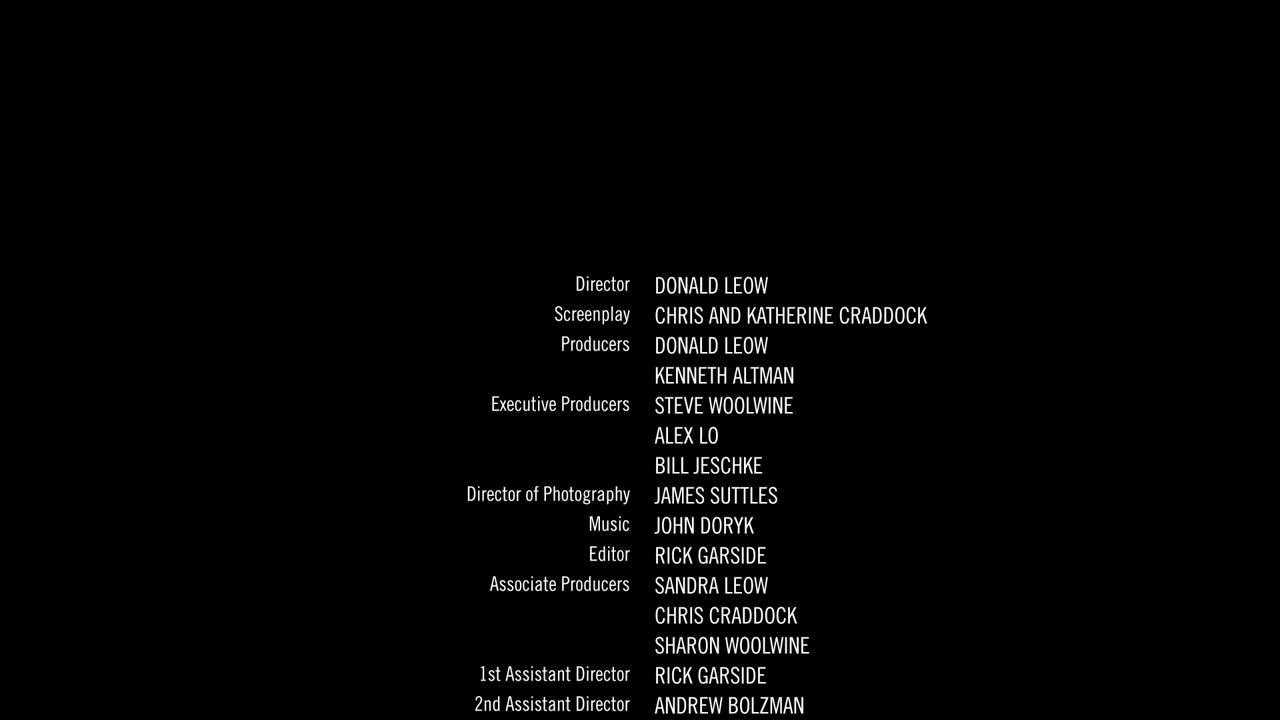 Director DONALD LEOW
Screenplay CHRIS AND KATHERINE CRADDOCK
Producers DONALD LEOW
KENNETH ALTMAN
Executive Producers STEVE WOOLWINE
ALEX LO
BILL JESCHKE
Director of Photography JAMES SUTTLES
Music JOHN DORYK
Editor RICK GARSIDE
Associate Producers SANDRA LEOW
CHRIS CRADDOCK
SHARON WOOLWINE
1st Assistant Director RICK GARSIDE
2nd Assistant Director ANDREW BOLZMAN